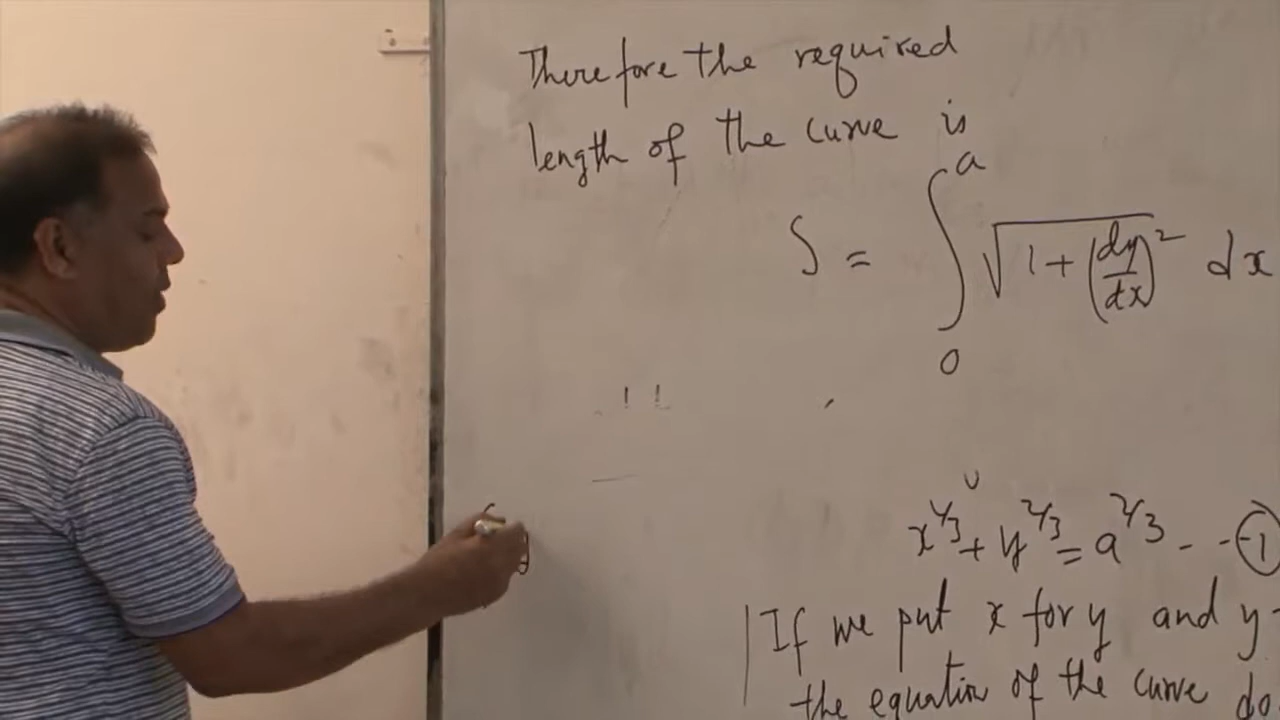 Therefore the required
length of the curve is
S = ∫₀ᵃ √(1 + (dy/dx)²) dx
x^2/3 + y^2/3 = a^2/3 - - ①
If we put x for y and y
the equation of the curve do